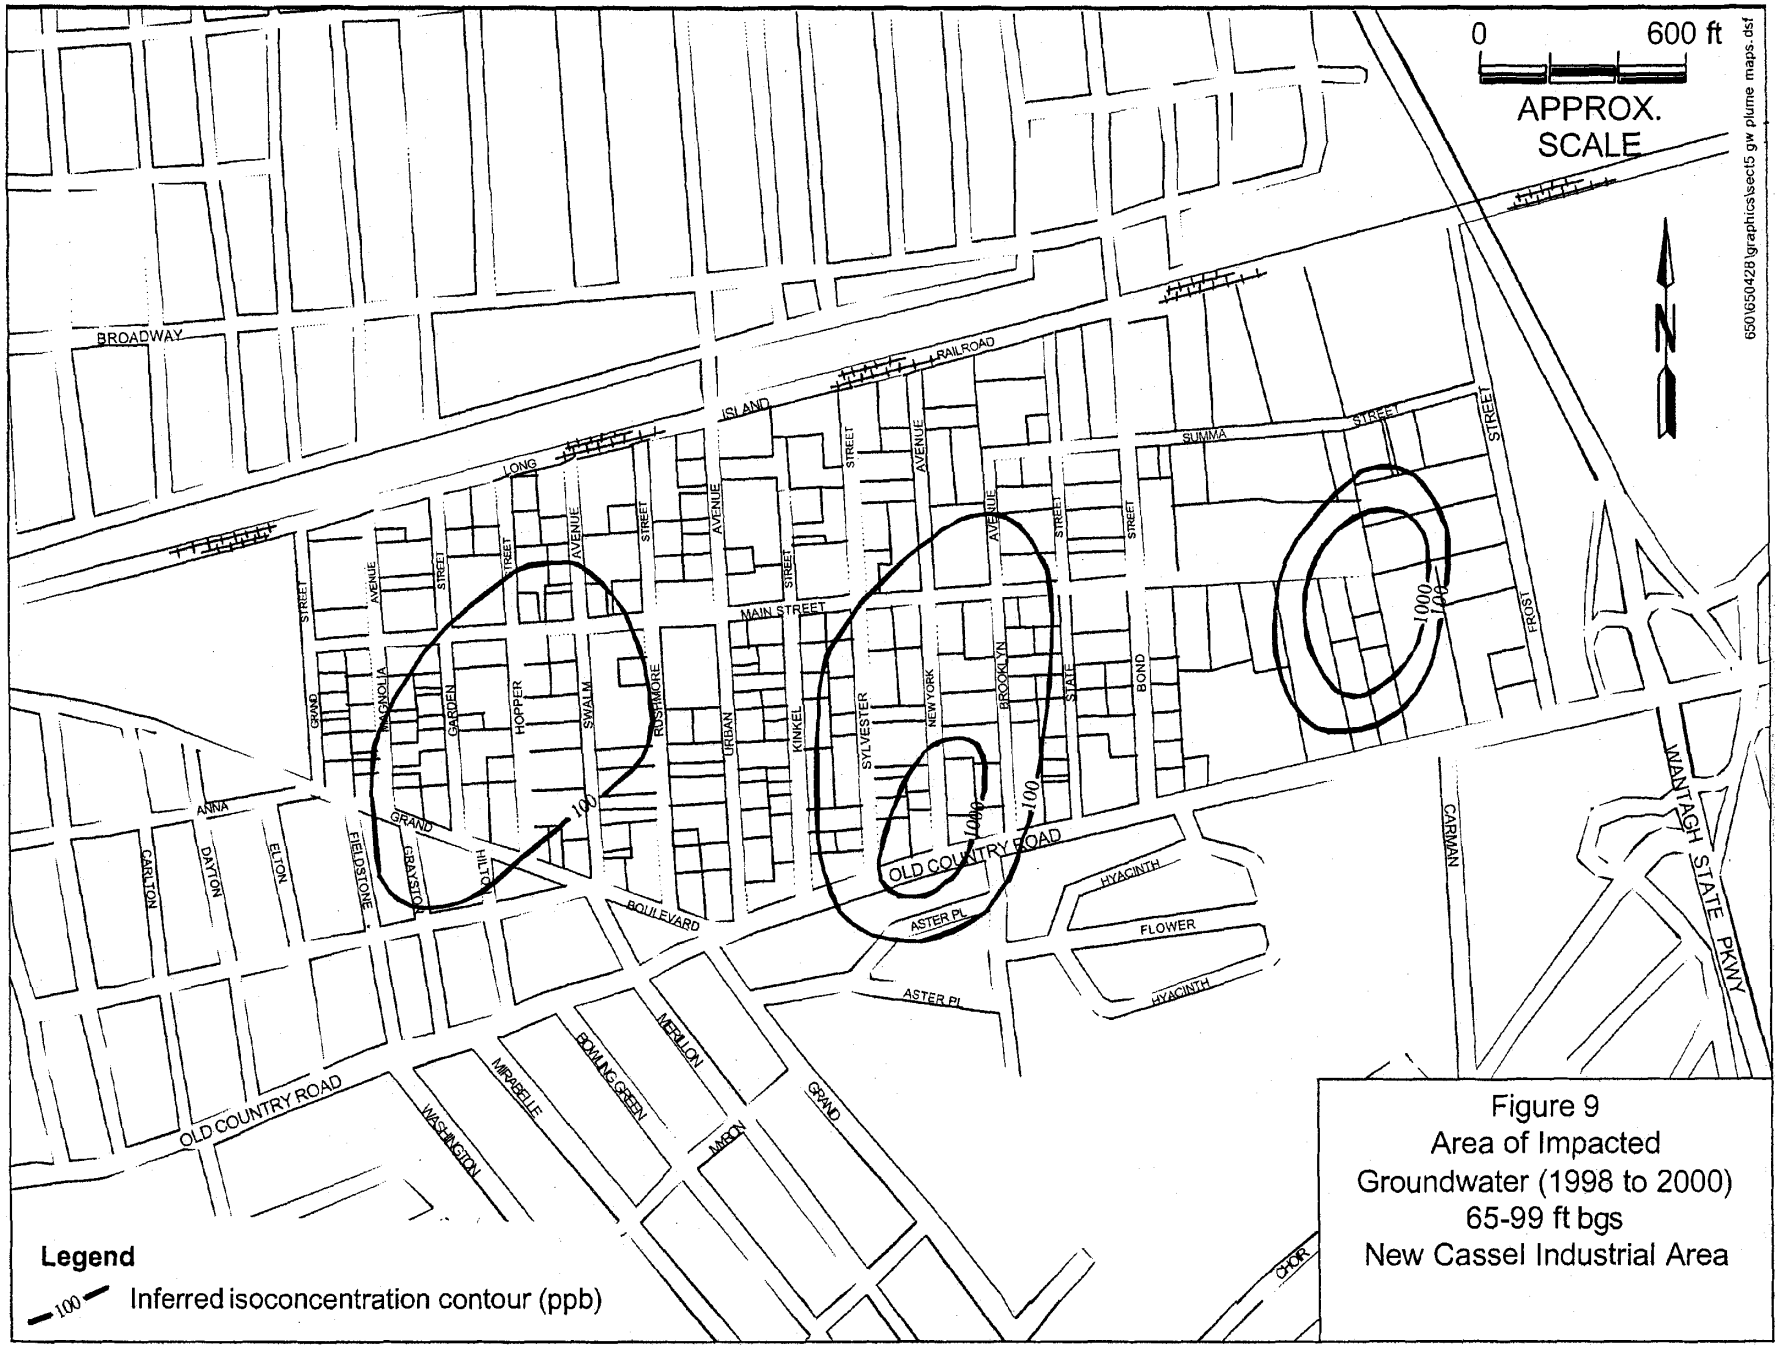 0 600 ft
APPROX.
SCALE
650\650428\graphics\sect5 gw plume maps.dsf
N
BROADWAY
LONG
ISLAND
RAILROAD
SUMMA
STREET
STREET
STREET
AVENUE
STREET
STREET
AVENUE
STREET
AVENUE
STREET
STREET
AVENUE
AVENUE
STREET
STREET
MAIN STREET
GRAND
MAGNOLIA
GARDEN
HOPPER
SWALM
RUSHMORE
URBAN
KINKEL
SYLVESTER
NEW YORK
BROOKLYN
STATE
BOND
FROST
100
1000
100
1000
100
ANNA
GRAND
BOULEVARD
CARLTON
DAYTON
ELTON
FIELDSTONE
OLD COUNTRY ROAD
HYACINTH
ASTER PL
FLOWER
ASTER PL
HYACINTH
CARMAN
WANTAGH STATE PKWY
OLD COUNTRY ROAD
WASHINGTON
MIRABELLE
BOWLING GREEN
MERILLON
MYRON
GRAND
CHOIR
Legend
100 Inferred isoconcentration contour (ppb)
Figure 9
Area of Impacted
Groundwater (1998 to 2000)
65-99 ft bgs
New Cassel Industrial Area